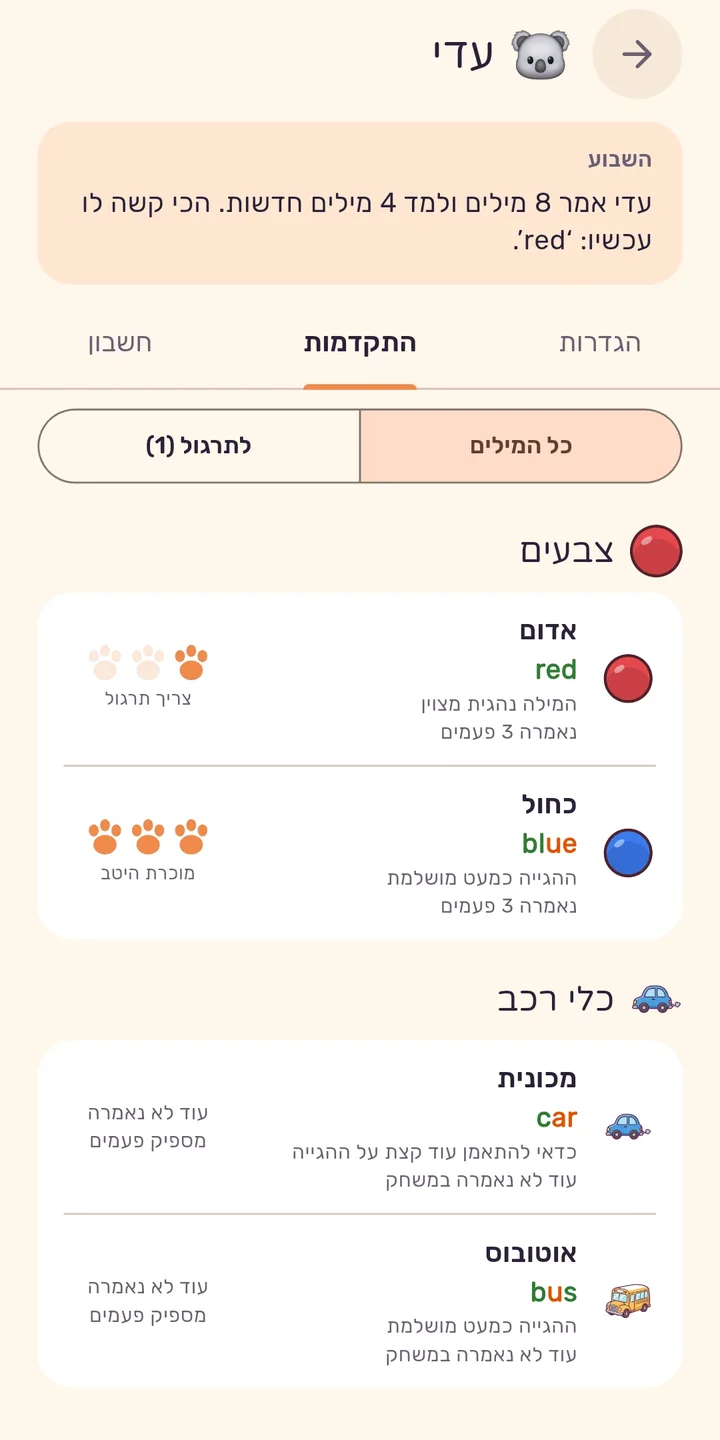 עדי
השבוע
עדי אמר 8 מילים ולמד 4 מילים חדשות. הכי קשה לו
עכשיו: ‘red’.
הגדרות
התקדמות
חשבון
כל המילים
לתרגול (1)
צבעים
אדום
red
המילה נהגית מצוין
נאמרה 3 פעמים
צריך תרגול
כחול
blue
ההגייה כמעט מושלמת
נאמרה 3 פעמים
מוכרת היטב
כלי רכב
מכונית
car
כדאי להתאמן עוד קצת על ההגייה
עוד לא נאמרה במשחק
עוד לא נאמרה
מספיק פעמים
אוטובוס
bus
ההגייה כמעט מושלמת
עוד לא נאמרה במשחק
עוד לא נאמרה
מספיק פעמים